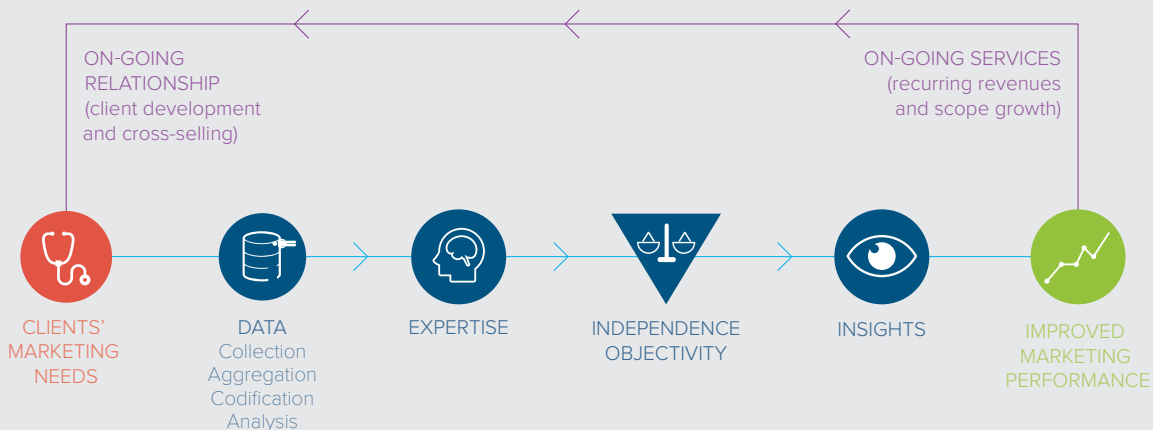 ON-GOING
RELATIONSHIP
(client development
and cross-selling)
ON-GOING SERVICES
(recurring revenues
and scope growth)
CLIENTS’
MARKETING
NEEDS
DATA
Collection
Aggregation
Codification
Analysis
EXPERTISE
INDEPENDENCE
OBJECTIVITY
INSIGHTS
IMPROVED
MARKETING
PERFORMANCE